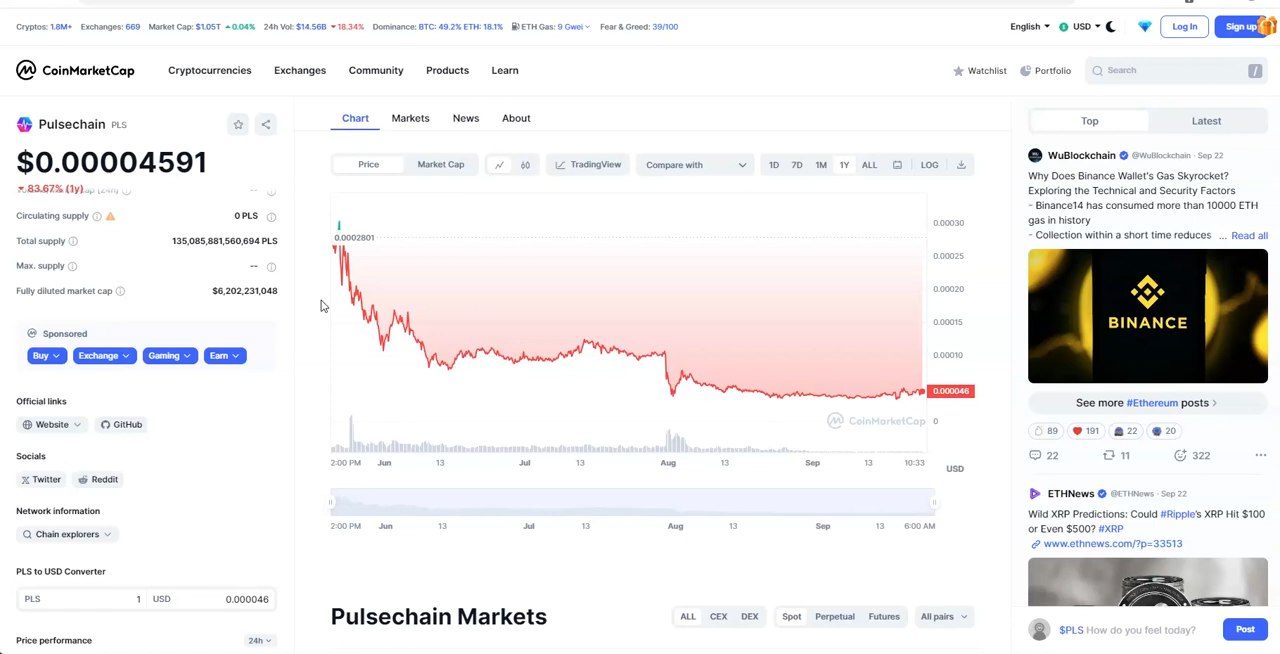 Cryptos: 1.8M+ Exchanges: 669 Market Cap: $1.05T 0.04% 24h Vol: $14.56B 18.34% Dominance: BTC: 49.2% ETH: 18.1% ETH Gas: 9 Gwei Fear & Greed: 39/100
English USD Log In Sign up
CoinMarketCap Cryptocurrencies Exchanges Community Products Learn Watchlist Portfolio Search /
Pulsechain PLS
$0.00004591
83.67% (1y)
Circulating supply 0 PLS
Total supply 135,085,881,560,694 PLS
Max. supply --
Fully diluted market cap $6,202,231,048
Sponsored
Buy Exchange Gaming Earn
Official links
Website GitHub
Socials
Twitter Reddit
Network information
Chain explorers
PLS to USD Converter
PLS 1 USD 0.000046
Price performance 24h
Chart Markets News About
Price Market Cap TradingView Compare with 1D 7D 1M 1Y ALL LOG
0.0002801
0.00030
0.00025
0.00020
0.00015
0.00010
0.000046
0
CoinMarketCap
2:00 PM Jun 13 Jul 13 Aug 13 Sep 13 10:33
USD
2:00 PM Jun 13 Jul 13 Aug 13 Sep 13 6:00 AM
Pulsechain Markets ALL CEX DEX Spot Perpetual Futures All pairs
Top Latest
WuBlockchain @WuBlockchain · Sep 22
Why Does Binance Wallet's Gas Skyrocket?
Exploring the Technical and Security Factors
- Binance14 has consumed more than 10000 ETH
gas in history
- Collection within a short time reduces ... Read all
BINANCE
See more #Ethereum posts
89 191 22 20
22 11 322
ETHNews @ETHNews · Sep 22
Wild XRP Predictions: Could #Ripple's XRP Hit $100
or Even $500? #XRP
www.ethnews.com/?p=33513
$PLS How do you feel today? Post